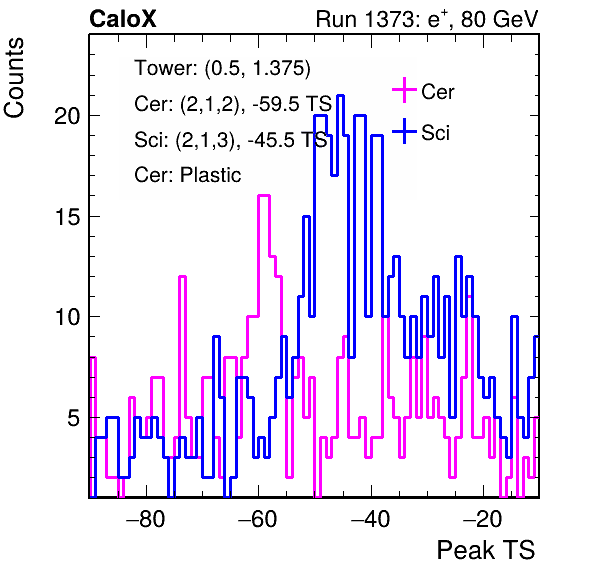 CaloX Run 1373: e⁺, 80 GeV
Counts
Tower: (0.5, 1.375)
Cer: (2,1,2), -59.5 TS
Sci: (2,1,3), -45.5 TS
Cer: Plastic
Cer
Sci
20
15
10
5
−80 −60 −40 −20
Peak TS